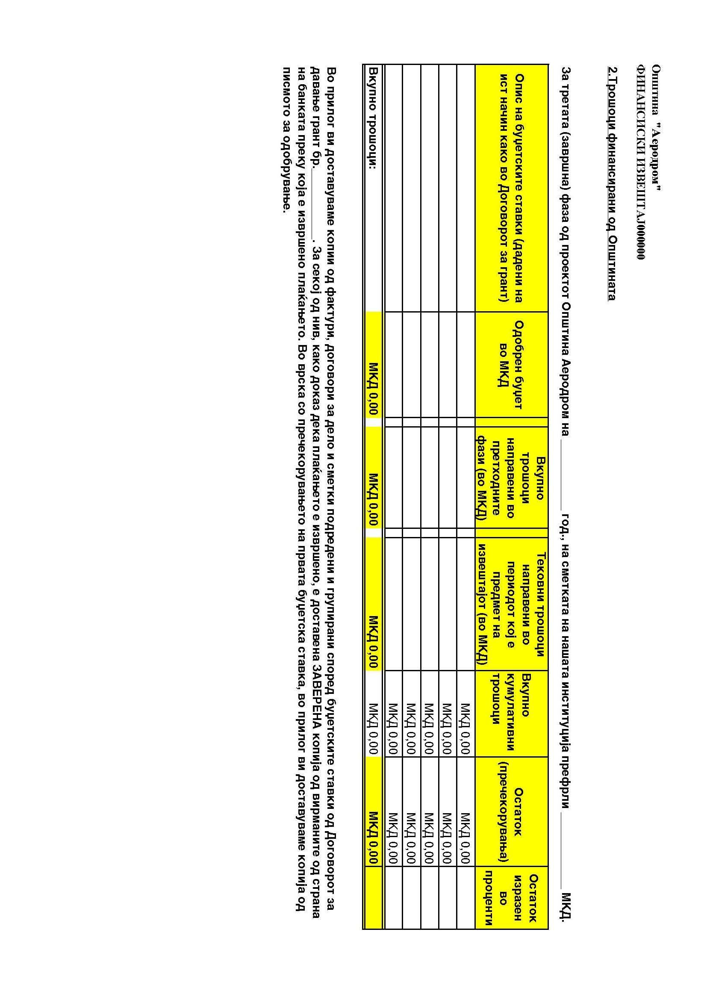 Општина "Аеродром"
ФИНАНСИСКИ ИЗВЕШТАЈ000000
2.Трошоци финансирани од Општината
За третата (завршна) фаза од проектот Општина Аеродром на ___________ год., на сметката на нашата институција префрли ____________ МКД.
Опис на буџетските ставки (дадени на
ист начин како во Договорот за грант)
Одобрен буџет
во МКД
Вкупно
трошоци
направени во
претходните
фази (во МКД)
Тековни трошоци
направени во
периодот кој е
предмет на
извештајот (во МКД)
Вкупно
кумулативни
трошоци
Остаток
(пречекорувања)
Остаток
изразен
во
проценти
МКД 0,00 МКД 0,00
МКД 0,00 МКД 0,00
МКД 0,00 МКД 0,00
МКД 0,00 МКД 0,00
МКД 0,00 МКД 0,00
Вкупно трошоци: МКД 0,00 МКД 0,00 МКД 0,00 МКД 0,00 МКД 0,00
Во прилог ви доставуваме копии од фактури, договори за дело и сметки подредени и групирани според буџетските ставки од Договорот за
давање грант бр.___________. За секој од нив, како доказ дека плаќањето е извршено, е доставена ЗАВЕРЕНА копија од вирманите од страна
на банката преку која е извршено плаќањето. Во врска со пречекорувањето на првата буџетска ставка, во прилог ви доставуваме копија од
писмото за одобрување.